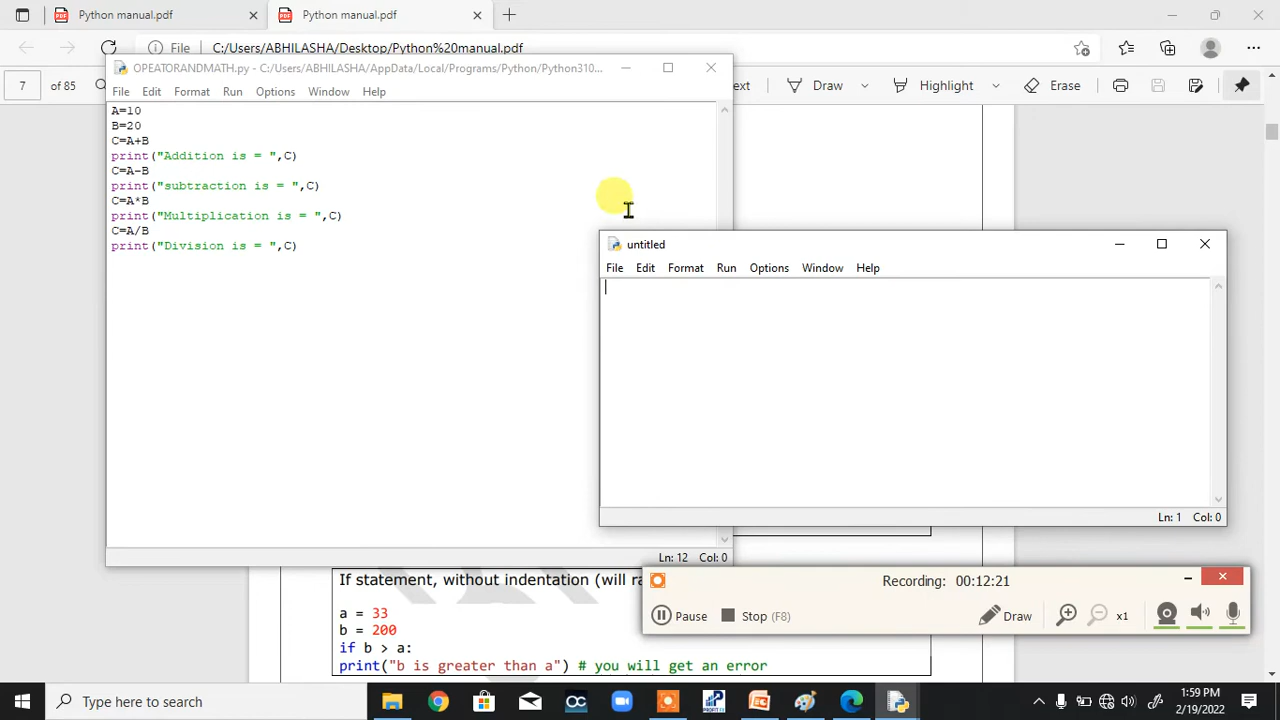 Python manual.pdf
Python manual.pdf
File
C:/Users/ABHILASHA/Desktop/Python%20manual.pdf
7 of 85
ext
Draw
Highlight
Erase
OPEATORANDMATH.py - C:/Users/ABHILASHA/AppData/Local/Programs/Python/Python310...
File Edit Format Run Options Window Help
A=10
B=20
C=A+B
print("Addition is = ",C)
C=A-B
print("subtraction is = ",C)
C=A*B
print("Multiplication is = ",C)
C=A/B
print("Division is = ",C)
Ln: 12 Col: 0
untitled
File Edit Format Run Options Window Help
Ln: 1 Col: 0
If statement, without indentation (will ra
a = 33
b = 200
if b > a:
print("b is greater than a") # you will get an error
Recording: 00:12:21
Pause
Stop (F8)
Draw
x1
Type here to search
1:59 PM
2/19/2022